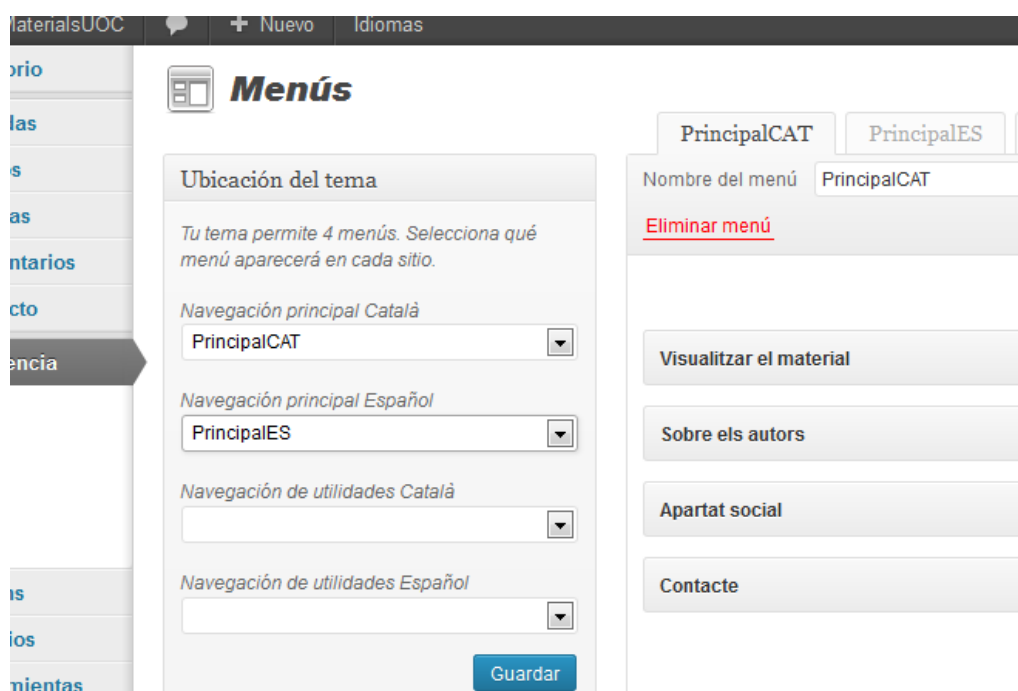 MaterialsUOC
Nuevo
Idiomas
orio
las
s
as
ntarios
cto
encia
ns
ios
mientas
Menús
Ubicación del tema
Tu tema permite 4 menús. Selecciona qué
menú aparecerá en cada sitio.
Navegación principal Català
PrincipalCAT
Navegación principal Español
PrincipalES
Navegación de utilidades Català
Navegación de utilidades Español
Guardar
PrincipalCAT
PrincipalES
Nombre del menú PrincipalCAT
Eliminar menú
Visualitzar el material
Sobre els autors
Apartat social
Contacte